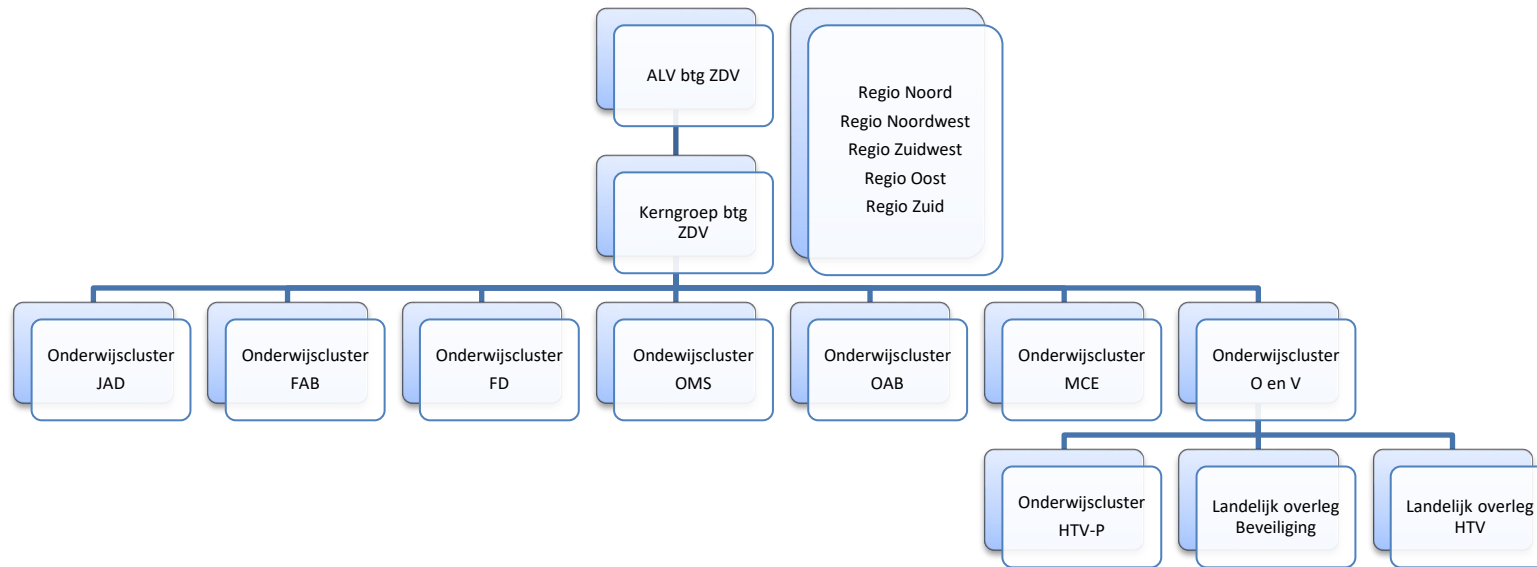 ALV btg ZDV
Regio Noord
Regio Noordwest
Regio Zuidwest
Regio Oost
Regio Zuid
Kerngroep btg
ZDV
Onderwijscluster
JAD
Onderwijscluster
FAB
Onderwijscluster
FD
Ondewijscluster
OMS
Onderwijscluster
OAB
Onderwijscluster
MCE
Onderwijscluster
O en V
Onderwijscluster
HTV-P
Landelijk overleg
Beveiliging
Landelijk overleg
HTV